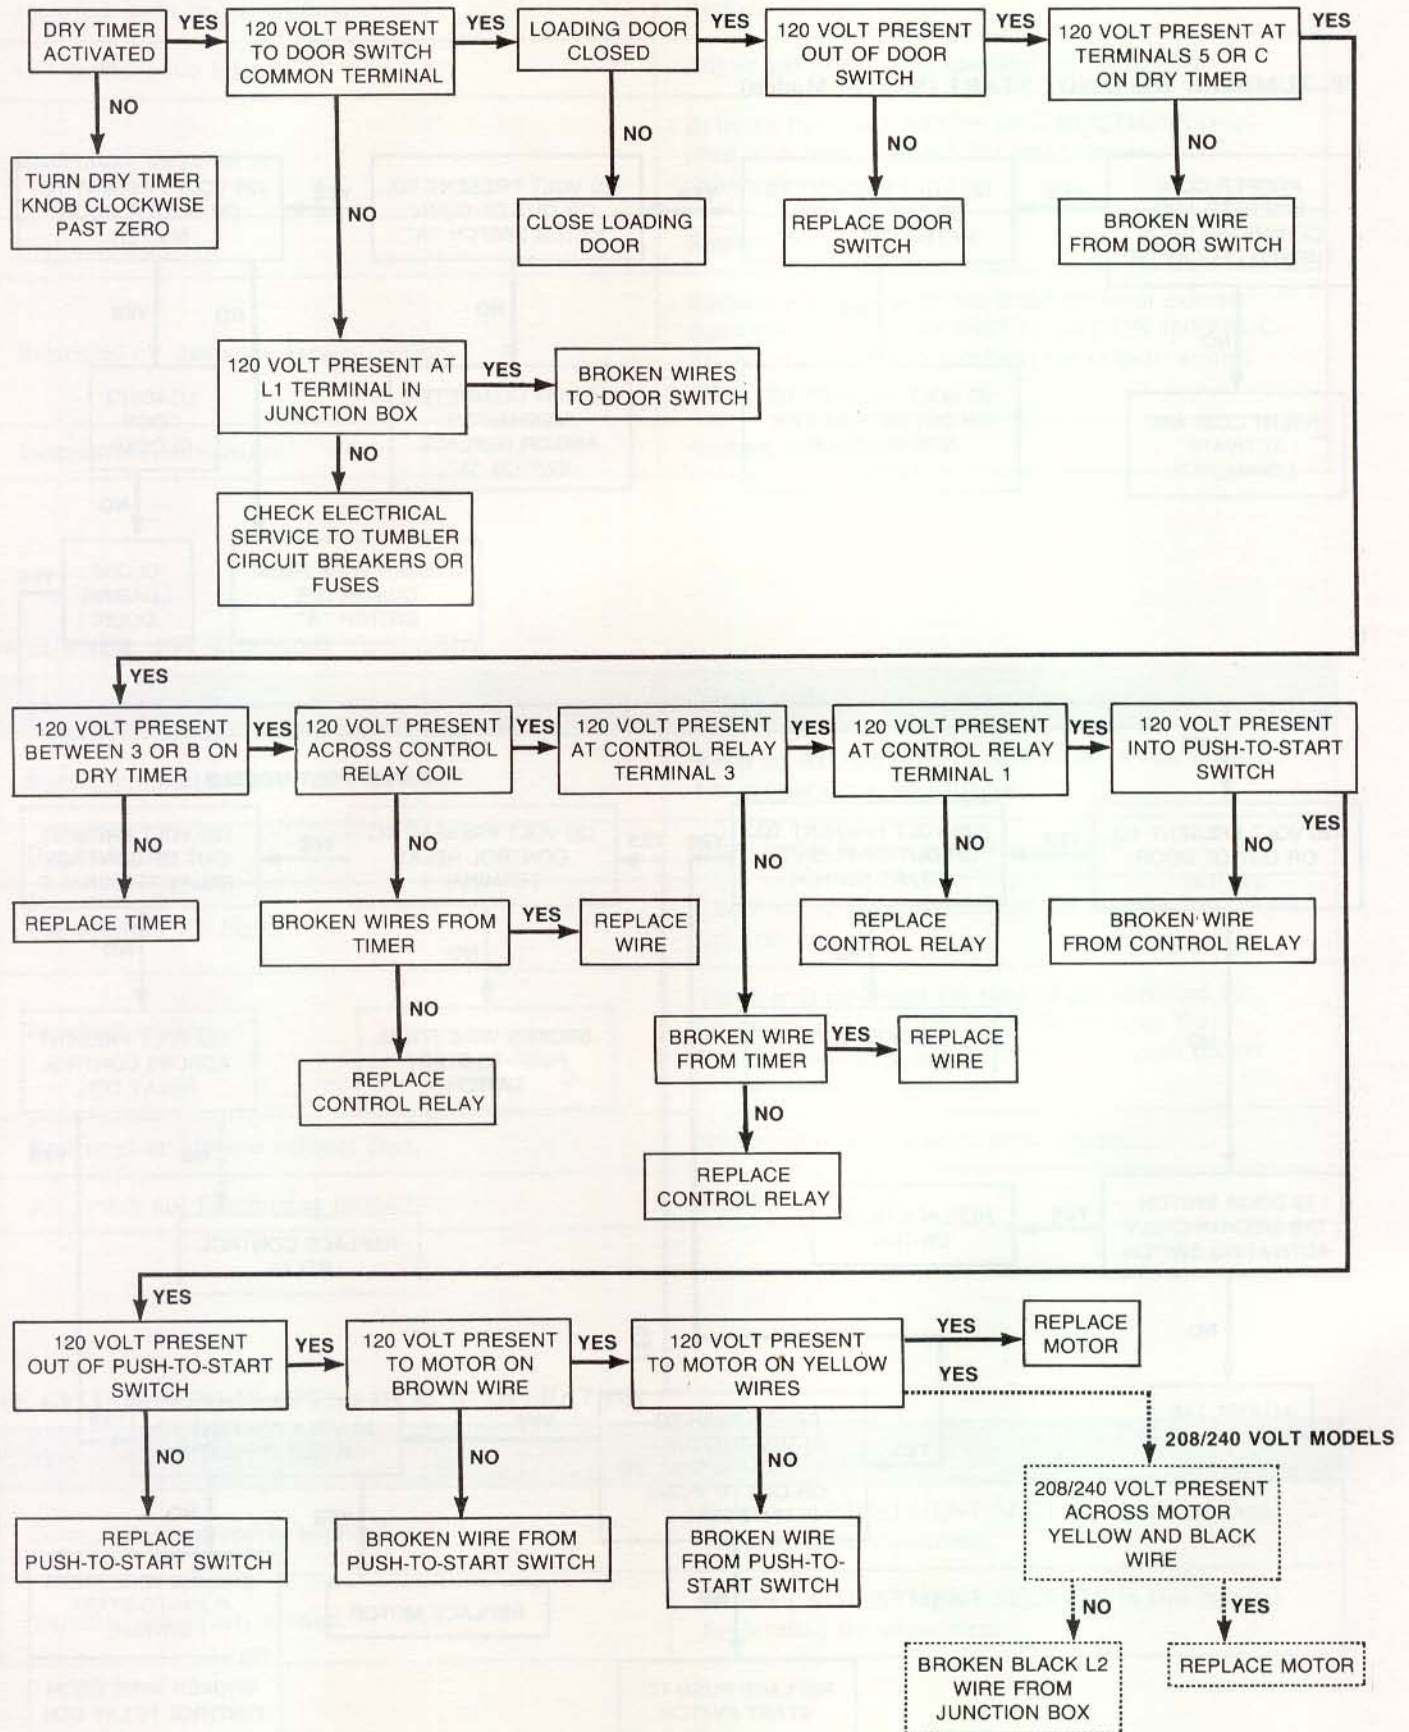 DRY TIMER
ACTIVATED
YES
120 VOLT PRESENT
TO DOOR SWITCH
COMMON TERMINAL
YES
LOADING DOOR
CLOSED
YES
120 VOLT PRESENT
OUT OF DOOR
SWITCH
YES
120 VOLT PRESENT AT
TERMINALS 5 OR C
ON DRY TIMER
YES
NO
TURN DRY TIMER
KNOB CLOCKWISE
PAST ZERO
NO
NO
CLOSE LOADING
DOOR
NO
REPLACE DOOR
SWITCH
NO
BROKEN WIRE
FROM DOOR SWITCH
120 VOLT PRESENT AT
L1 TERMINAL IN
JUNCTION BOX
YES
BROKEN WIRES
TO DOOR SWITCH
NO
CHECK ELECTRICAL
SERVICE TO TUMBLER
CIRCUIT BREAKERS OR
FUSES
YES
120 VOLT PRESENT
BETWEEN 3 OR B ON
DRY TIMER
YES
120 VOLT PRESENT
ACROSS CONTROL
RELAY COIL
YES
120 VOLT PRESENT
AT CONTROL RELAY
TERMINAL 3
YES
120 VOLT PRESENT
AT CONTROL RELAY
TERMINAL 1
YES
120 VOLT PRESENT
INTO PUSH-TO-START
SWITCH
YES
NO
REPLACE TIMER
NO
BROKEN WIRES FROM
TIMER
YES
REPLACE
WIRE
NO
NO
REPLACE
CONTROL RELAY
NO
BROKEN WIRE
FROM CONTROL RELAY
NO
REPLACE
CONTROL RELAY
BROKEN WIRE
FROM TIMER
YES
REPLACE
WIRE
NO
REPLACE
CONTROL RELAY
YES
120 VOLT PRESENT
OUT OF PUSH-TO-START
SWITCH
YES
120 VOLT PRESENT
TO MOTOR ON
BROWN WIRE
YES
120 VOLT PRESENT
TO MOTOR ON YELLOW
WIRES
YES
REPLACE
MOTOR
YES
208/240 VOLT MODELS
NO
REPLACE
PUSH-TO-START SWITCH
NO
BROKEN WIRE FROM
PUSH-TO-START SWITCH
NO
BROKEN WIRE
FROM PUSH-TO-
START SWITCH
208/240 VOLT PRESENT
ACROSS MOTOR
YELLOW AND BLACK
WIRE
NO
BROKEN BLACK L2
WIRE FROM
JUNCTION BOX
YES
REPLACE MOTOR